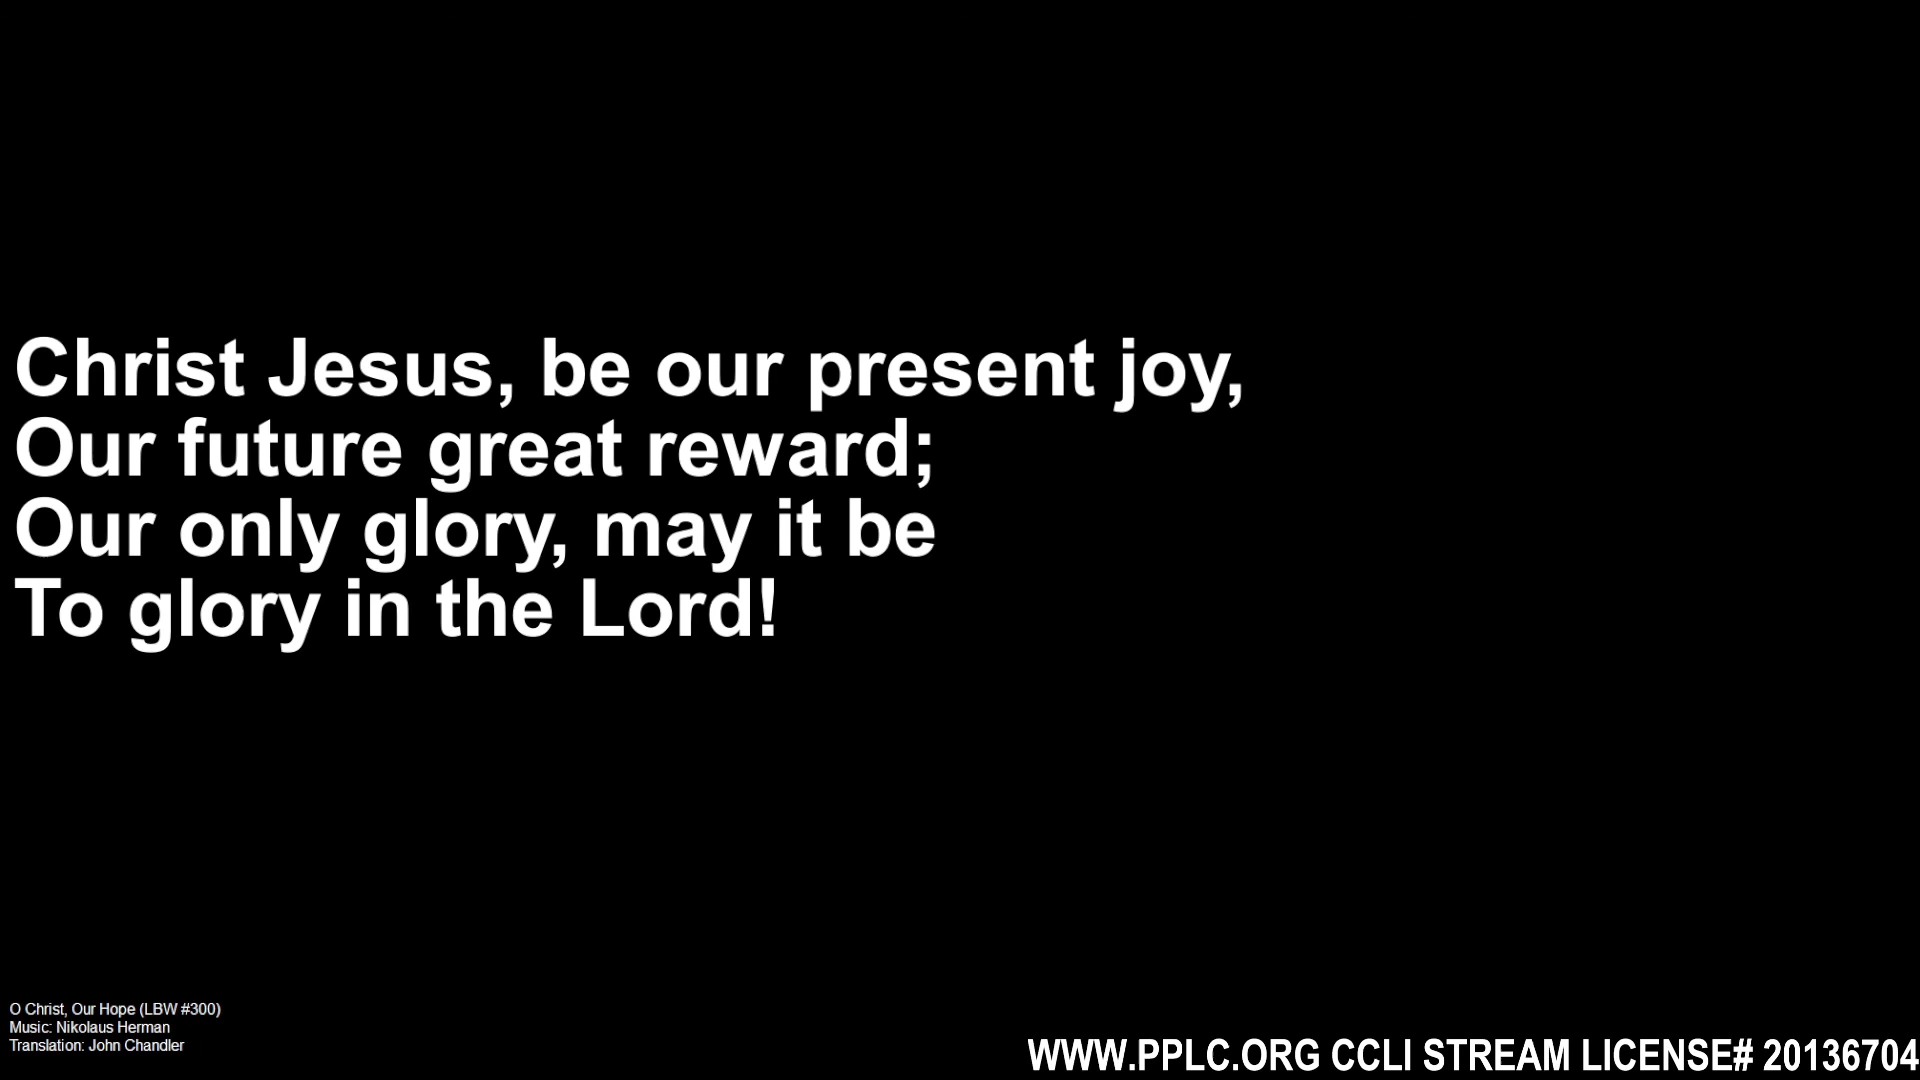 Christ Jesus, be our present joy,
Our future great reward;
Our only glory, may it be
To glory in the Lord!
O Christ, Our Hope (LBW #300)
Music: Nikolaus Herman
Translation: John Chandler
WWW.PPLC.ORG CCLI STREAM LICENSE# 20136704